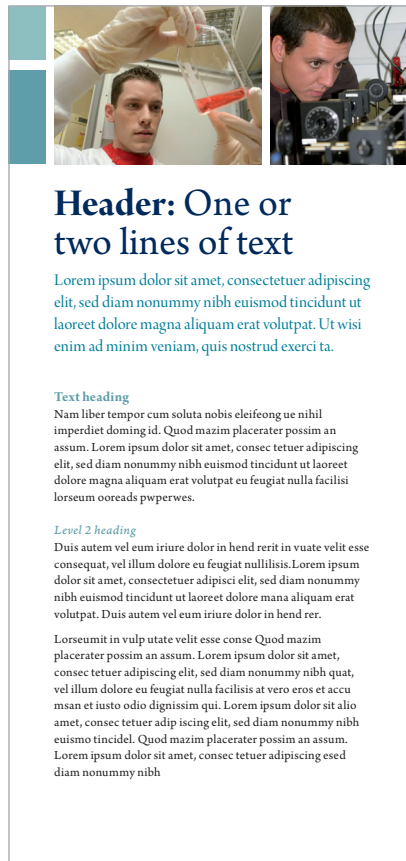 Header: One or
two lines of text
Lorem ipsum dolor sit amet, consectetuer adipiscing
elit, sed diam nonummy nibh euismod tincidunt ut
laoreet dolore magna aliquam erat volutpat. Ut wisi
enim ad minim veniam, quis nostrud exerci ta.
Text heading
Nam liber tempor cum soluta nobis eleifeong ue nihil
imperdiet doming id. Quod mazim placerater possim an
assum. Lorem ipsum dolor sit amet, consec tetuer adipiscing
elit, sed diam nonummy nibh euismod tincidunt ut laoreet
dolore magna aliquam erat volutpat eu feugiat nulla facilisi
lorseum ooreads pwperwes.
Level 2 heading
Duis autem vel eum iriure dolor in hend rerit in vuate velit esse
consequat, vel illum dolore eu feugiat nullilisis.Lorem ipsum
dolor sit amet, consectetuer adipisci elit, sed diam nonummy
nibh euismod tincidunt ut laoreet dolore mana aliquam erat
volutpat. Duis autem vel eum iriure dolor in hend rer.
Lorseumit in vulp utate velit esse conse Quod mazim
placerater possim an assum. Lorem ipsum dolor sit amet,
consec tetuer adipiscing elit, sed diam nonummy nibh quat,
vel illum dolore eu feugiat nulla facilisis at vero eros et accu
msan et iusto odio dignissim qui. Lorem ipsum dolor sit alio
amet, consec tetuer adip iscing elit, sed diam nonummy nibh
euismo tincidel. Quod mazim placerater possim an assum.
Lorem ipsum dolor sit amet, consec tetuer adipiscing esed
diam nonummy nibh